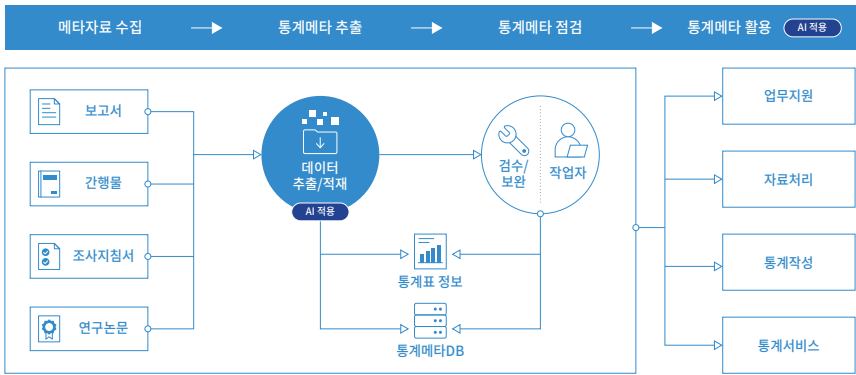 메타자료 수집
통계메타 추출
통계메타 점검
통계메타 활용
AI 적용
보고서
간행물
조사지침서
연구논문
데이터
추출/적재
AI 적용
검수/
보완
작업자
통계표 정보
통계메타DB
업무지원
자료처리
통계작성
통계서비스